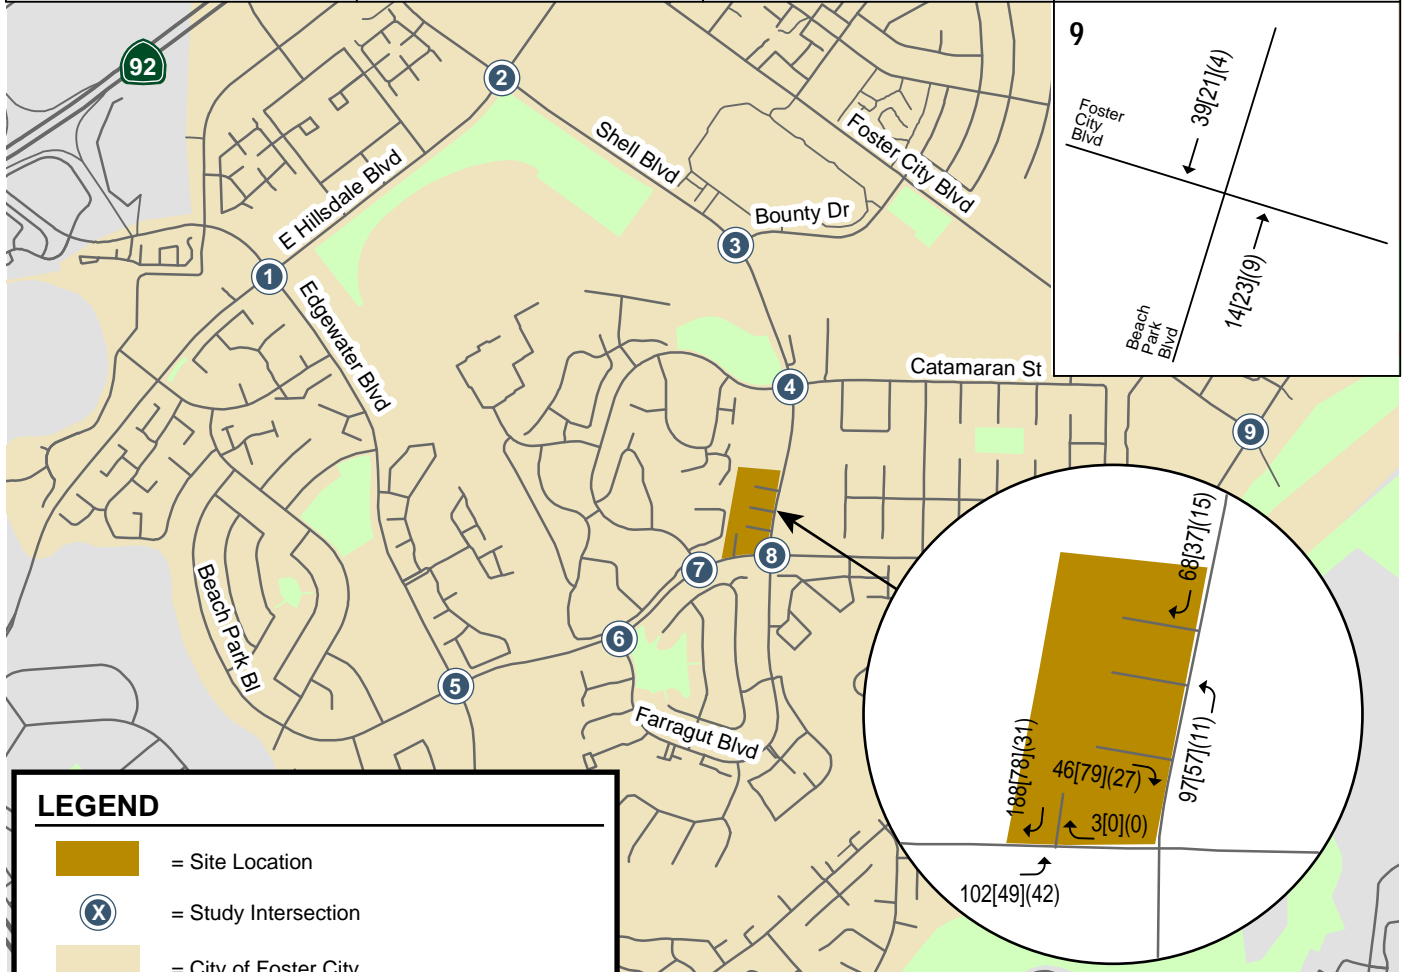 92
2
Shell Blvd
Foster City Blvd
E Hillsdale Blvd
Bounty Dr
3
1
Edgewater Blvd
4
Catamaran St
9
Foster
City
Blvd
39[21](4)
14[23](9)
Beach
Park
Blvd
9
8
7
6
5
Beach Park Bl
Farragut Blvd
68[37](15)
97[57](11)
188[78](31)
46[79](27)
3[0](0)
102[49](42)
LEGEND
= Site Location
X
= Study Intersection
= City of Foster City